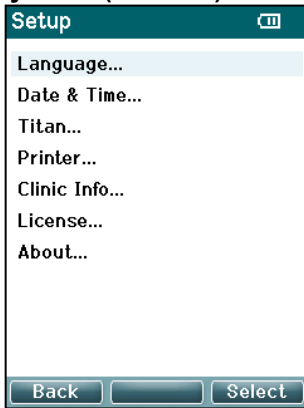 Setup
Language...
Date & Time...
Titan...
Printer...
Clinic Info...
License...
About...
Back Select